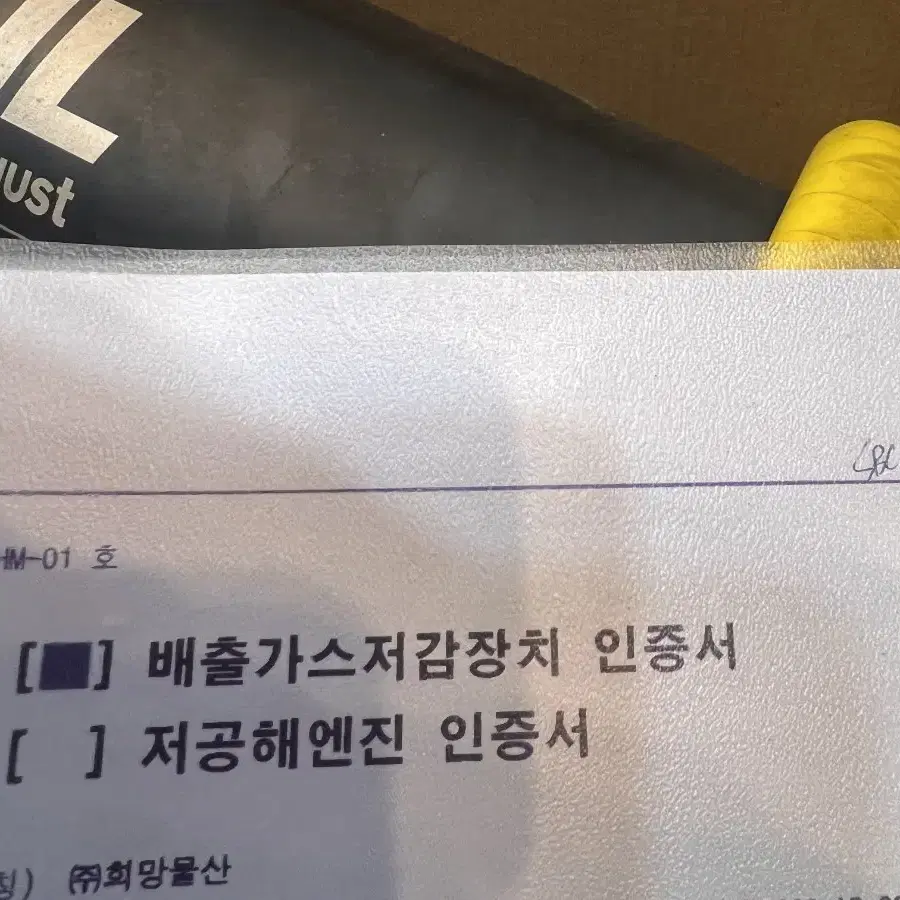 ust
HM-01 호
[■] 배출가스저감장치 인증서
[ ] 저공해엔진 인증서
칭) ㈜희망물산